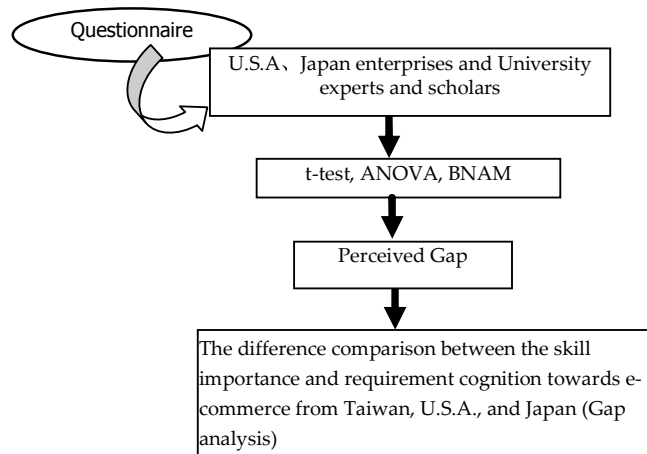 Questionnaire
U.S.A、Japan enterprises and University
experts and scholars
t-test, ANOVA, BNAM
Perceived Gap
The difference comparison between the skill
importance and requirement cognition towards e-
commerce from Taiwan, U.S.A., and Japan (Gap
analysis)